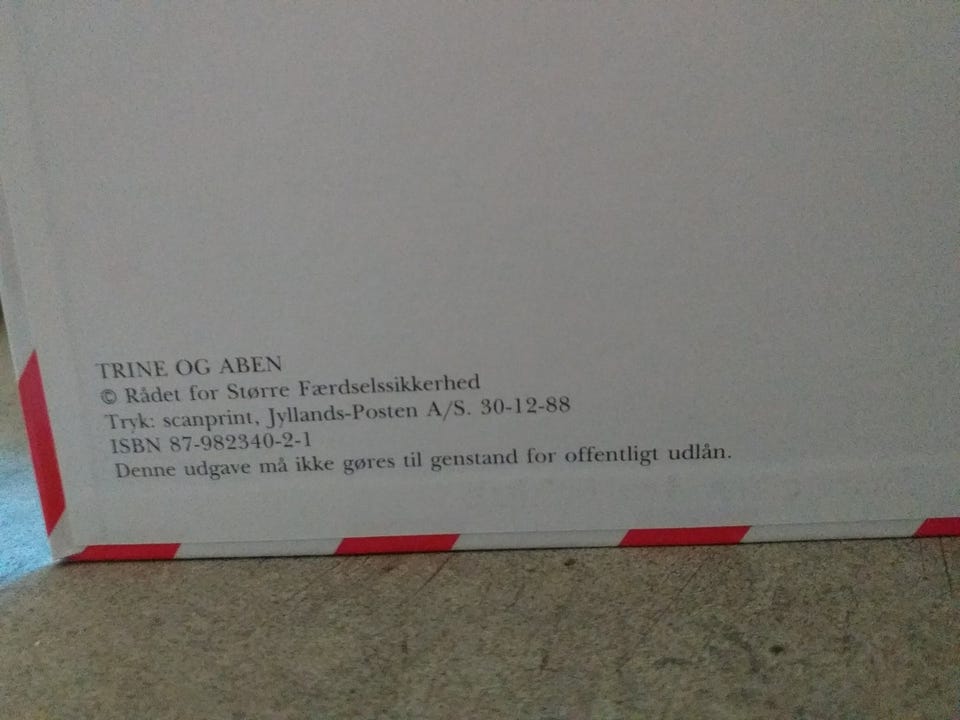 TRINE OG ABEN
© Rådet for Større Færdselssikkerhed
Tryk: scanprint, Jyllands-Posten A/S. 30-12-88
ISBN 87-982340-2-1
Denne udgave må ikke gøres til genstand for offentligt udlån.